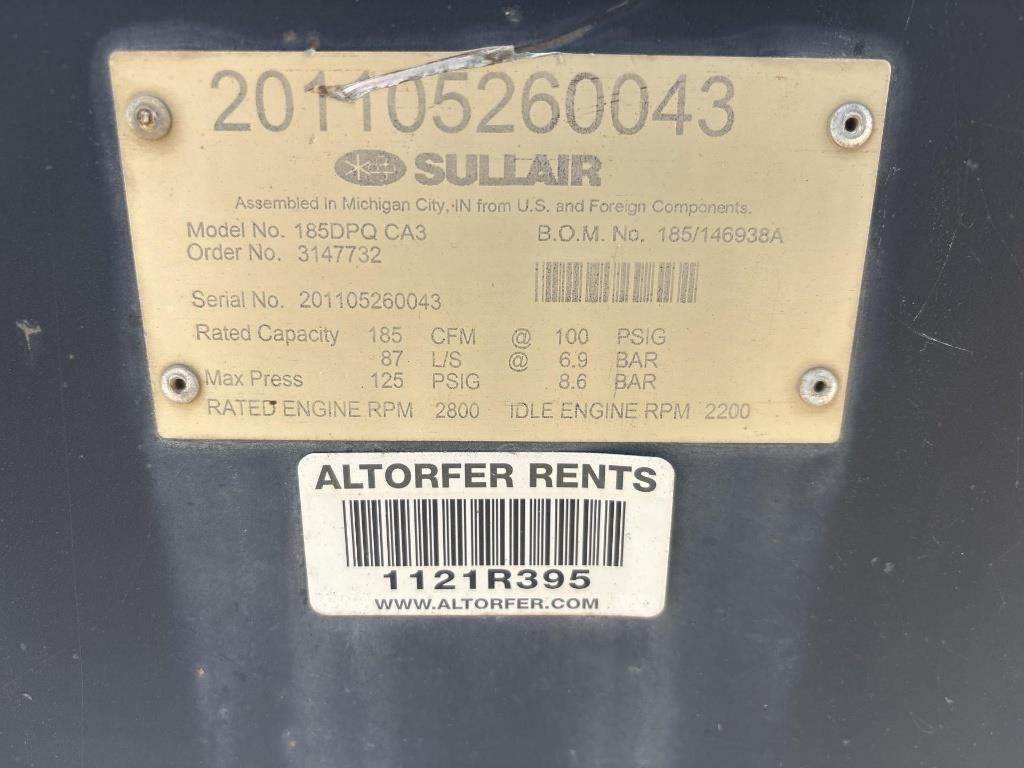 201105260043
SULLAIR
Assembled In Michigan City, IN from U.S. and Foreign Components.
Model No. 185DPQ CA3 B.O.M. No. 185/146938A
Order No. 3147732
Serial No. 201105260043
Rated Capacity 185 CFM @ 100 PSIG
87 L/S @ 6.9 BAR
Max Press 125 PSIG 8.6 BAR
RATED ENGINE RPM 2800 IDLE ENGINE RPM 2200
ALTORFER RENTS
1121R395
WWW.ALTORFER.COM